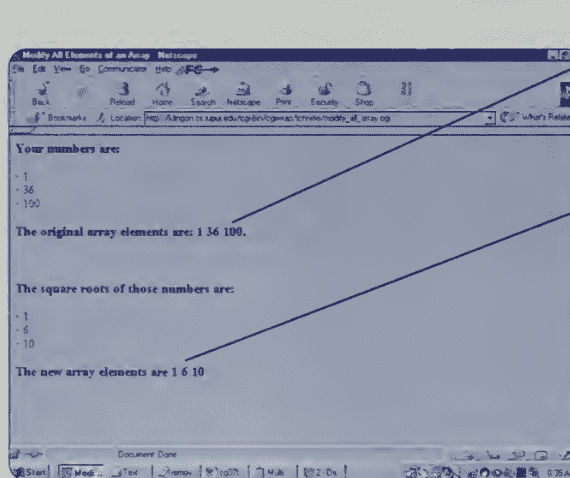 Modify All Elements of an Array - Netscape
File Edit View Go Communicator Help
Back Reload Home Search Netscape Print Security Shop
Bookmarks Location: What's Relate
Your numbers are:
· 1
· 36
· 100
The original array elements are: 1 36 100.
The square roots of those numbers are:
· 1
· 6
· 10
The new array elements are 1 6 10
Document: Done
Start Modi...